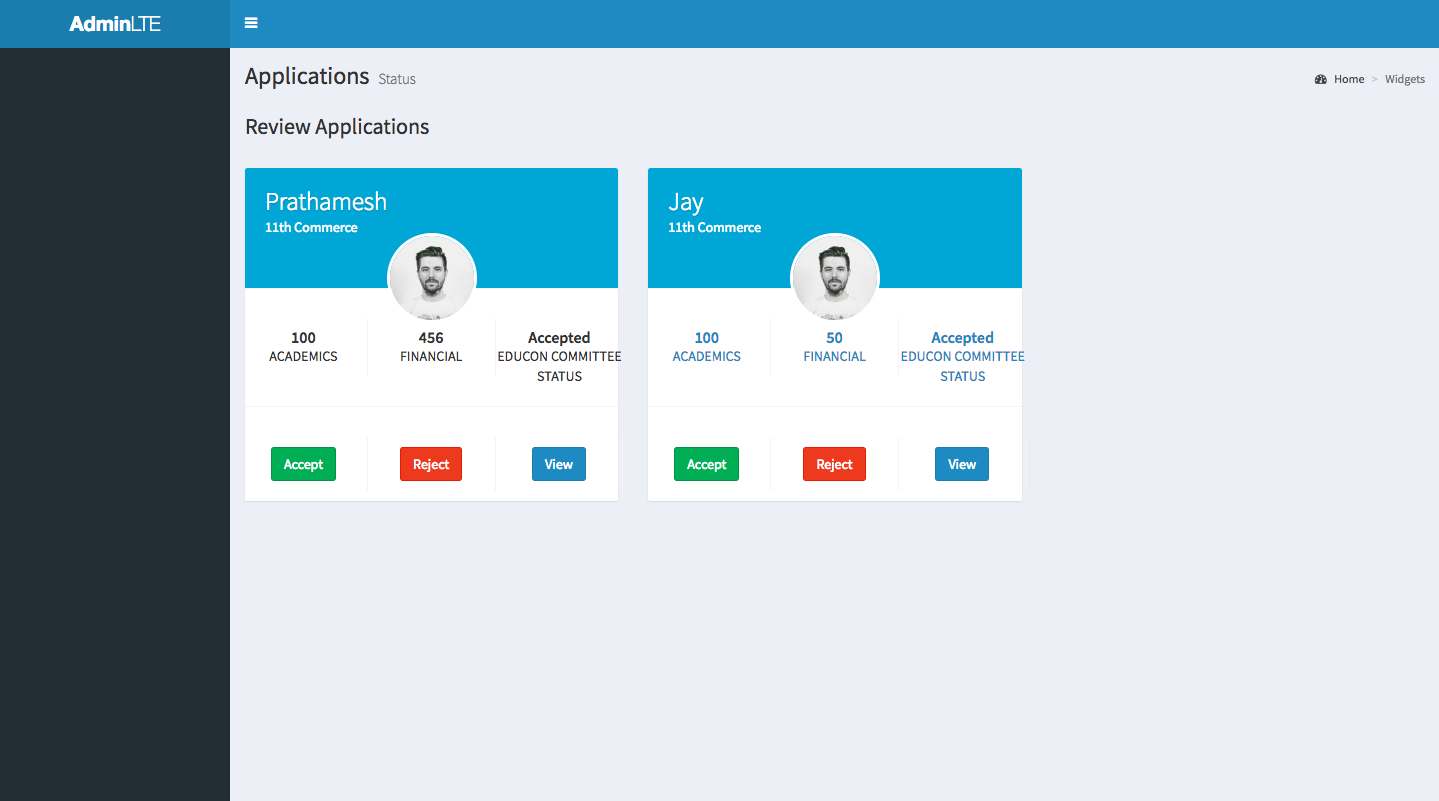 AdminLTE
Applications Status
Home > Widgets
Review Applications
Prathamesh
11th Commerce
100
ACADEMICS
456
FINANCIAL
Accepted
EDUCON COMMITTEE
STATUS
Accept
Reject
View
Jay
11th Commerce
100
ACADEMICS
50
FINANCIAL
Accepted
EDUCON COMMITTEE
STATUS
Accept
Reject
View